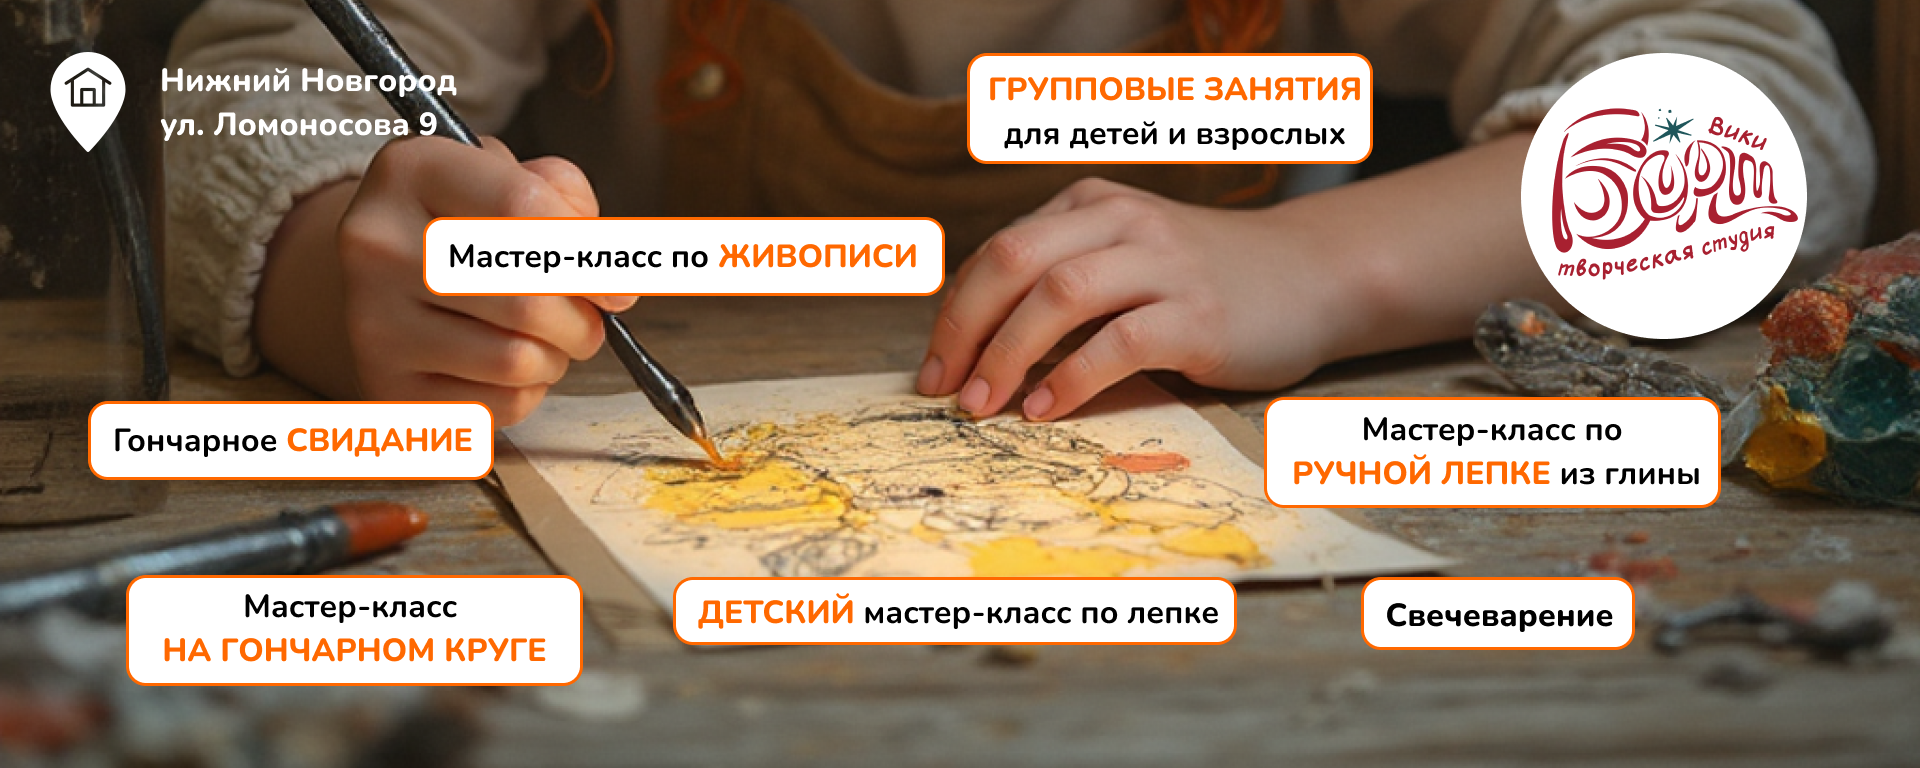 Нижний Новгород
ул. Ломоносова 9
ГРУППОВЫЕ ЗАНЯТИЯ
для детей и взрослых
Вики
Бурт
творческая студия
Мастер-класс по ЖИВОПИСИ
Гончарное СВИДАНИЕ
Мастер-класс по
РУЧНОЙ ЛЕПКЕ из глины
Мастер-класс
НА ГОНЧАРНОМ КРУГЕ
ДЕТСКИЙ мастер-класс по лепке
Свечеварение